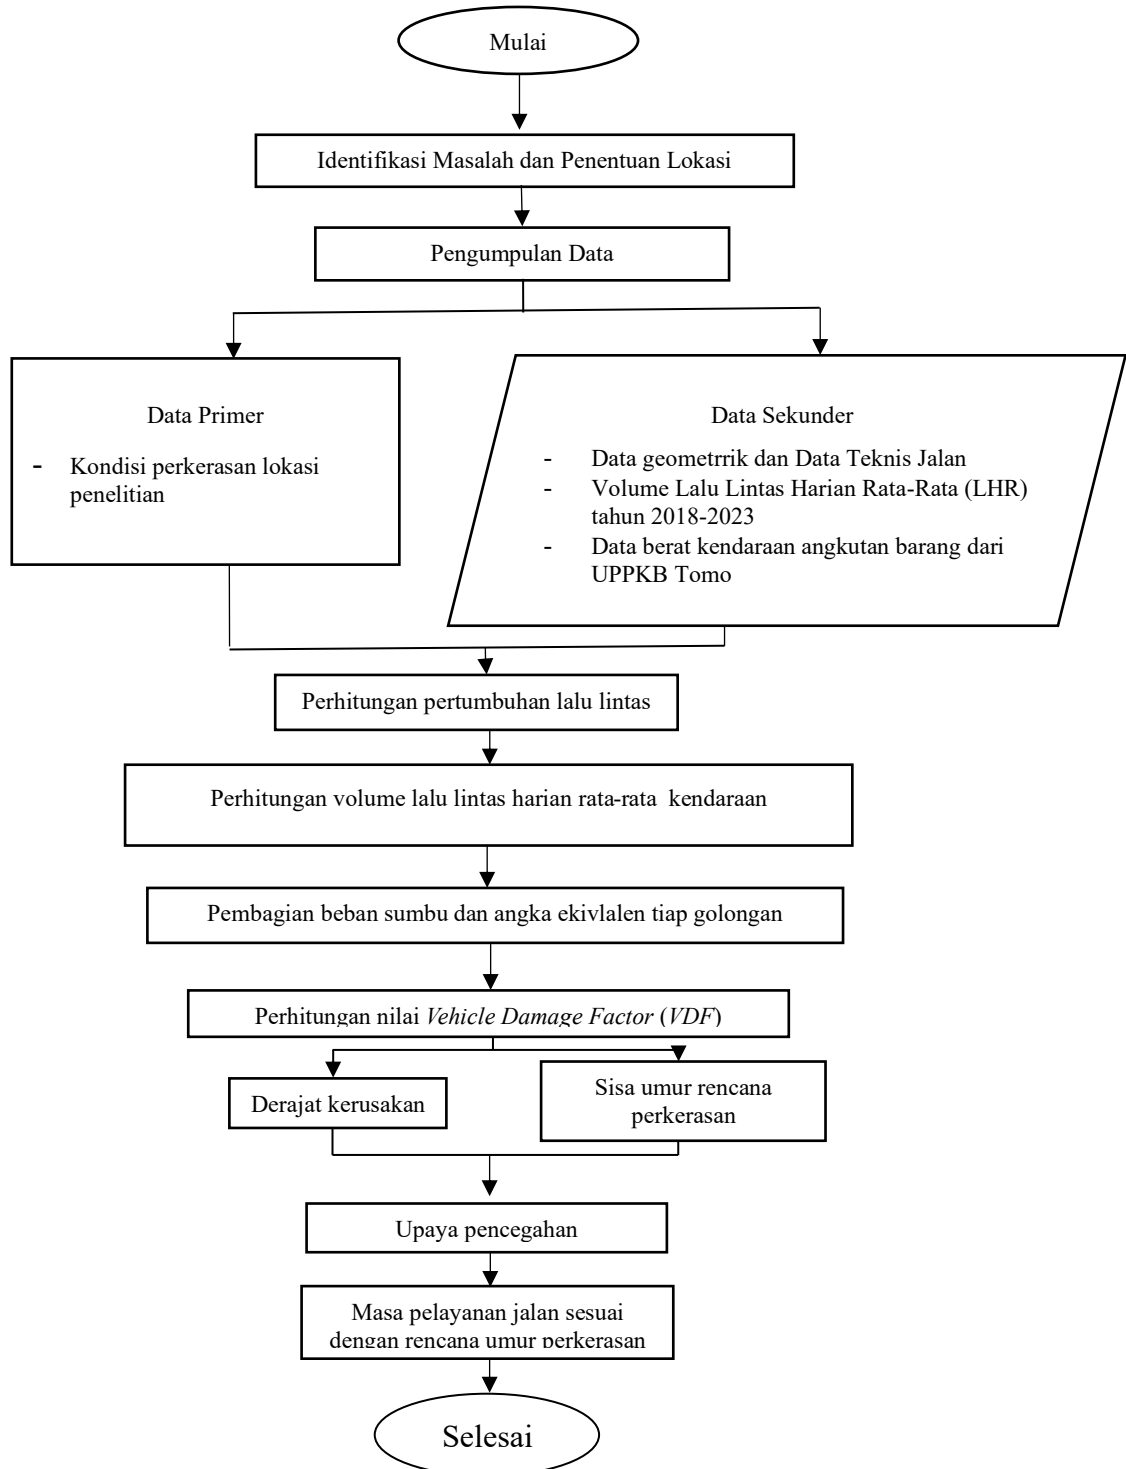 Mulai
Identifikasi Masalah dan Penentuan Lokasi
Pengumpulan Data
Data Primer
- Kondisi perkerasan lokasi
penelitian
Data Sekunder
- Data geometrrik dan Data Teknis Jalan
- Volume Lalu Lintas Harian Rata-Rata (LHR)
tahun 2018-2023
- Data berat kendaraan angkutan barang dari
UPPKB Tomo
Perhitungan pertumbuhan lalu lintas
Perhitungan volume lalu lintas harian rata-rata kendaraan
Pembagian beban sumbu dan angka ekivlalen tiap golongan
Perhitungan nilai Vehicle Damage Factor (VDF)
Derajat kerusakan
Sisa umur rencana
perkerasan
Upaya pencegahan
Masa pelayanan jalan sesuai
dengan rencana umur perkerasan
Selesai